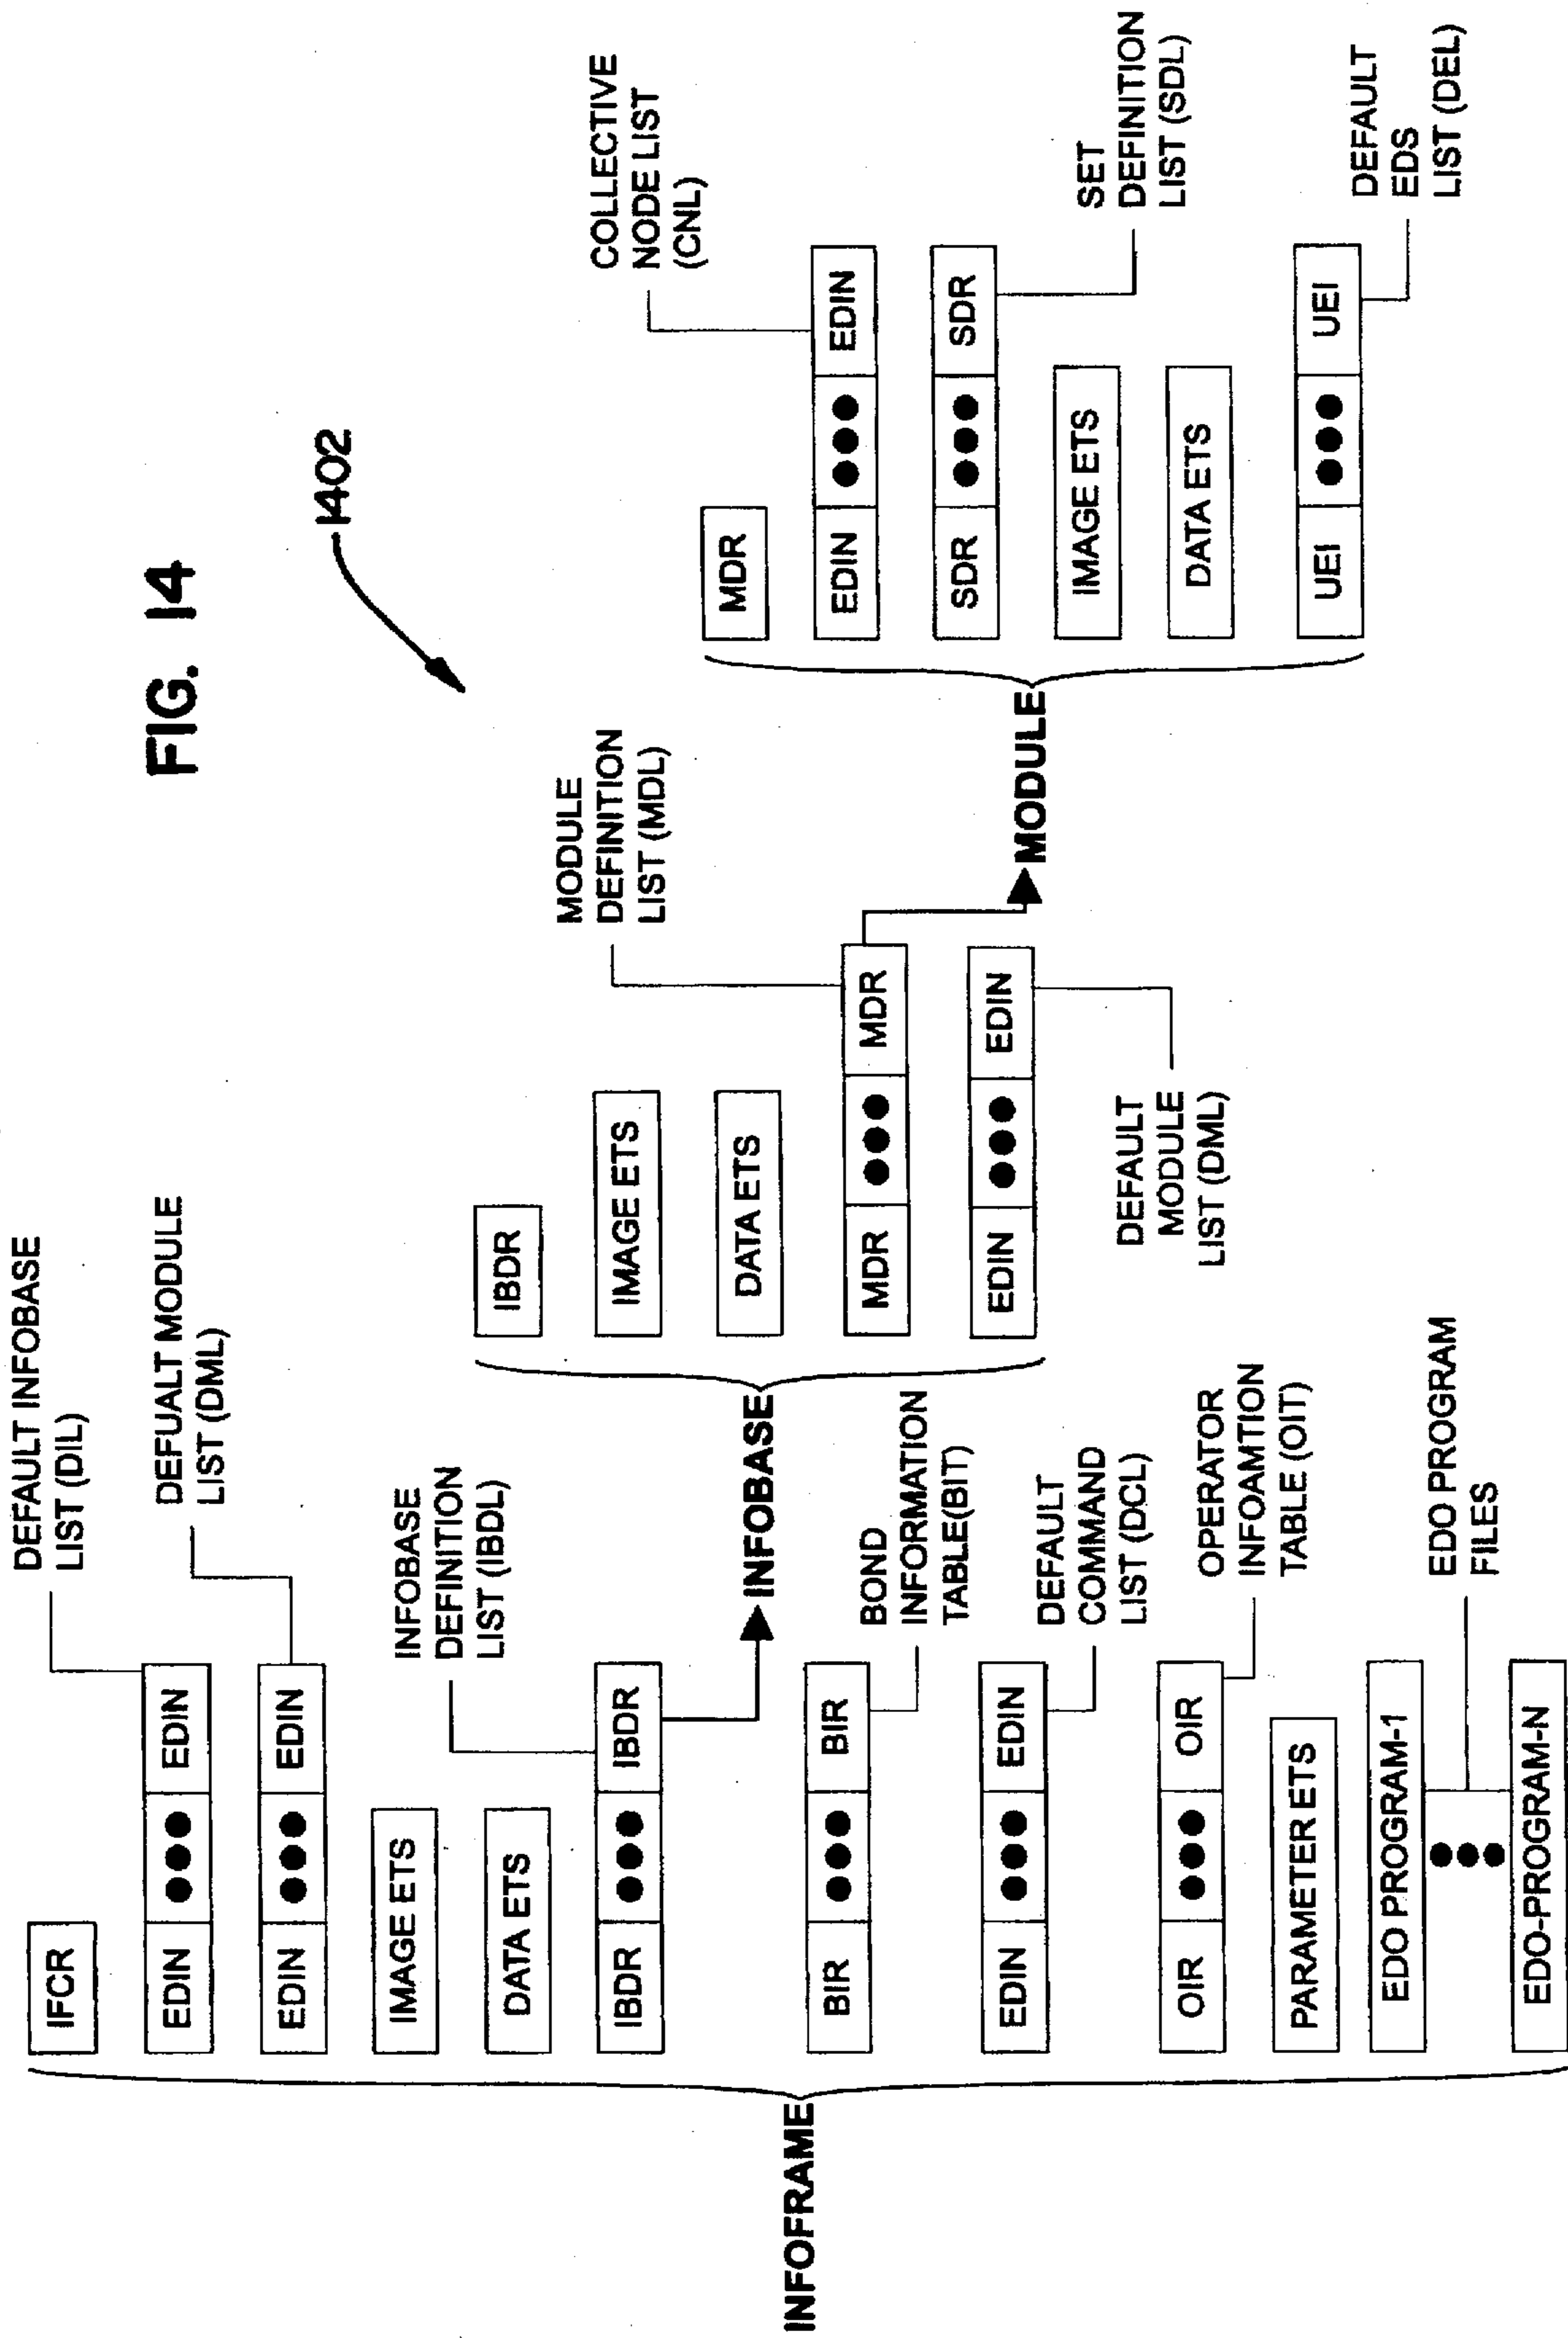 FIG. 14
1402
INFOFRAME
IFCR
DEFAULT INFOBASE
LIST (DIL)
EDIN ●●● EDIN
DEFUALT MODULE
LIST (DML)
EDIN ●●● EDIN
IMAGE ETS
DATA ETS
INFOBASE
DEFINITION
LIST (IBDL)
IBDR ●●● IBDR
BIR ●●● BIR
BOND
INFORMATION
TABLE(BIT)
EDIN ●●● EDIN
DEFAULT
COMMAND
LIST (DCL)
OIR ●●● OIR
OPERATOR
INFOAMTION
TABLE (OIT)
PARAMETER ETS
EDO PROGRAM-1
●●●
EDO-PROGRAM-N
EDO PROGRAM
FILES
INFOBASE
IBDR
IMAGE ETS
DATA ETS
MODULE
DEFINITION
LIST (MDL)
MDR ●●● MDR
EDIN ●●● EDIN
DEFAULT
MODULE
LIST (DML)
MODULE
MDR
COLLECTIVE
NODE LIST
(CNL)
EDIN ●●● EDIN
SDR ●●● SDR
SET
DEFINITION
LIST (SDL)
IMAGE ETS
DATA ETS
UEI ●●● UEI
DEFAULT
EDS
LIST (DEL)